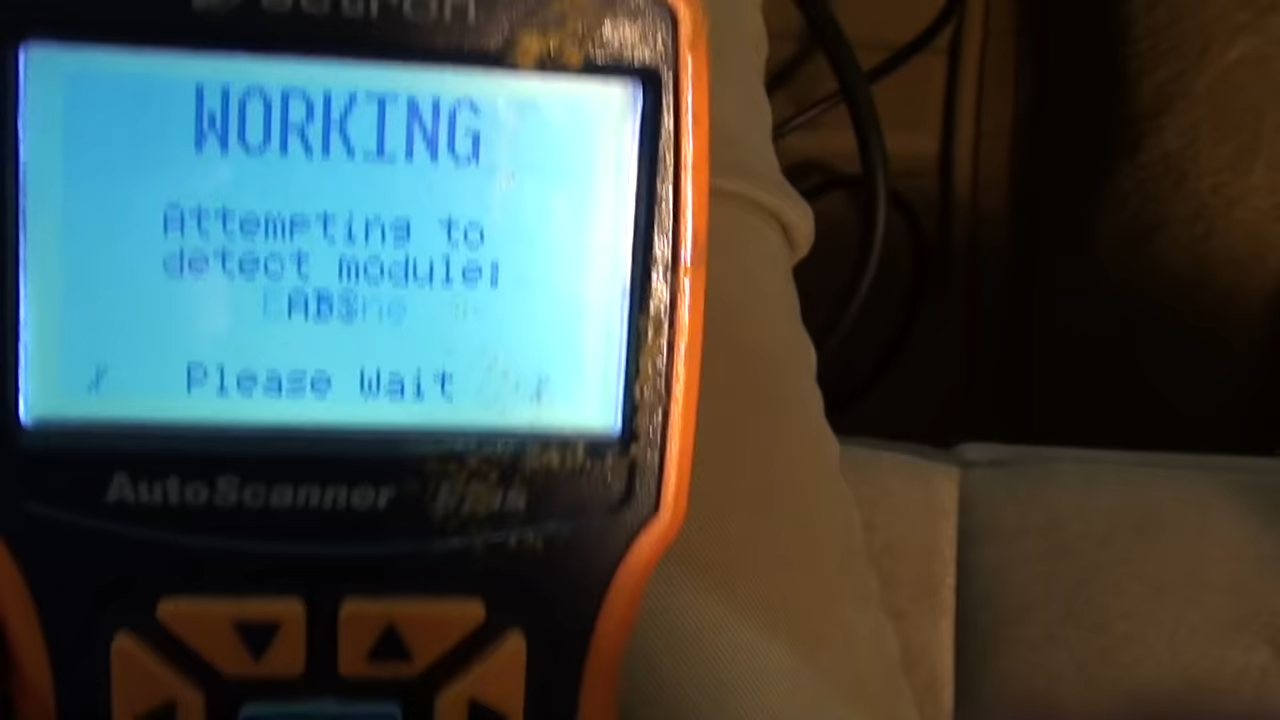 WORKING
Attempting to
detect module:
ABS
Please Wait
AutoScanner